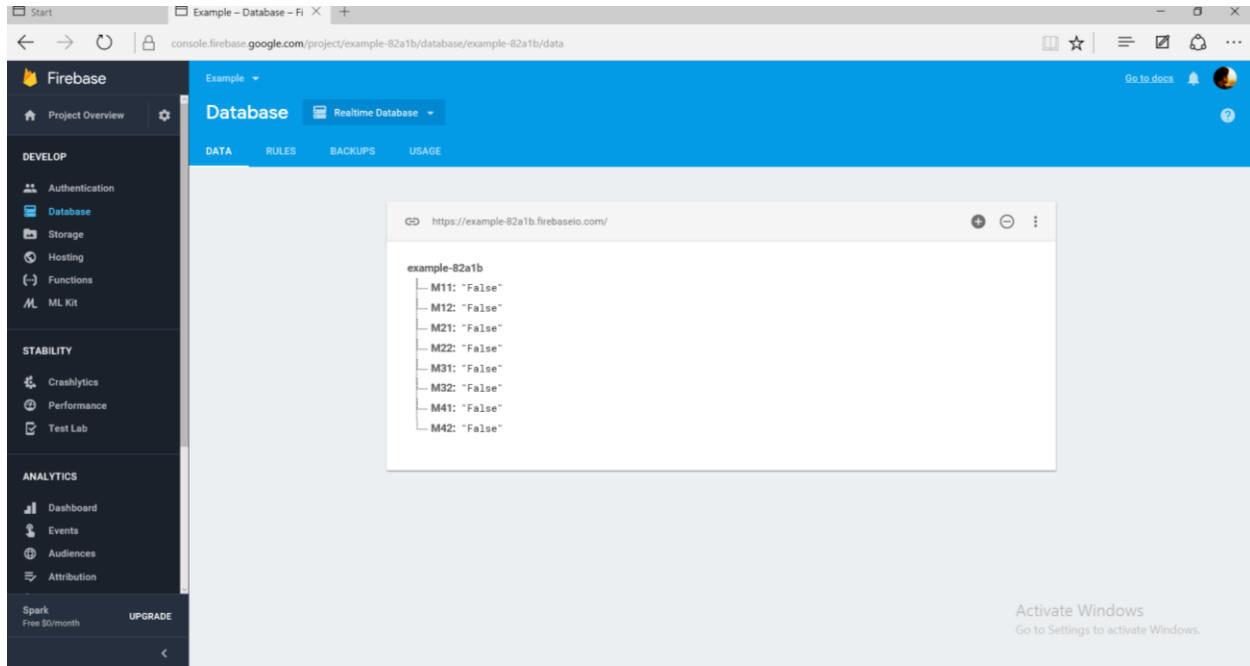 Start
Example – Database – Fi
console.firebase.google.com/project/example-82a1b/database/example-82a1b/data
Firebase
Example
Go to docs
Project Overview
Database
Realtime Database
DATA RULES BACKUPS USAGE
DEVELOP
Authentication
Database
Storage
Hosting
Functions
ML Kit
STABILITY
Crashlytics
Performance
Test Lab
ANALYTICS
Dashboard
Events
Audiences
Attribution
Spark
Free $0/month
UPGRADE
https://example-82a1b.firebaseio.com/
example-82a1b
M11: "False"
M12: "False"
M21: "False"
M22: "False"
M31: "False"
M32: "False"
M41: "False"
M42: "False"
Activate Windows
Go to Settings to activate Windows.